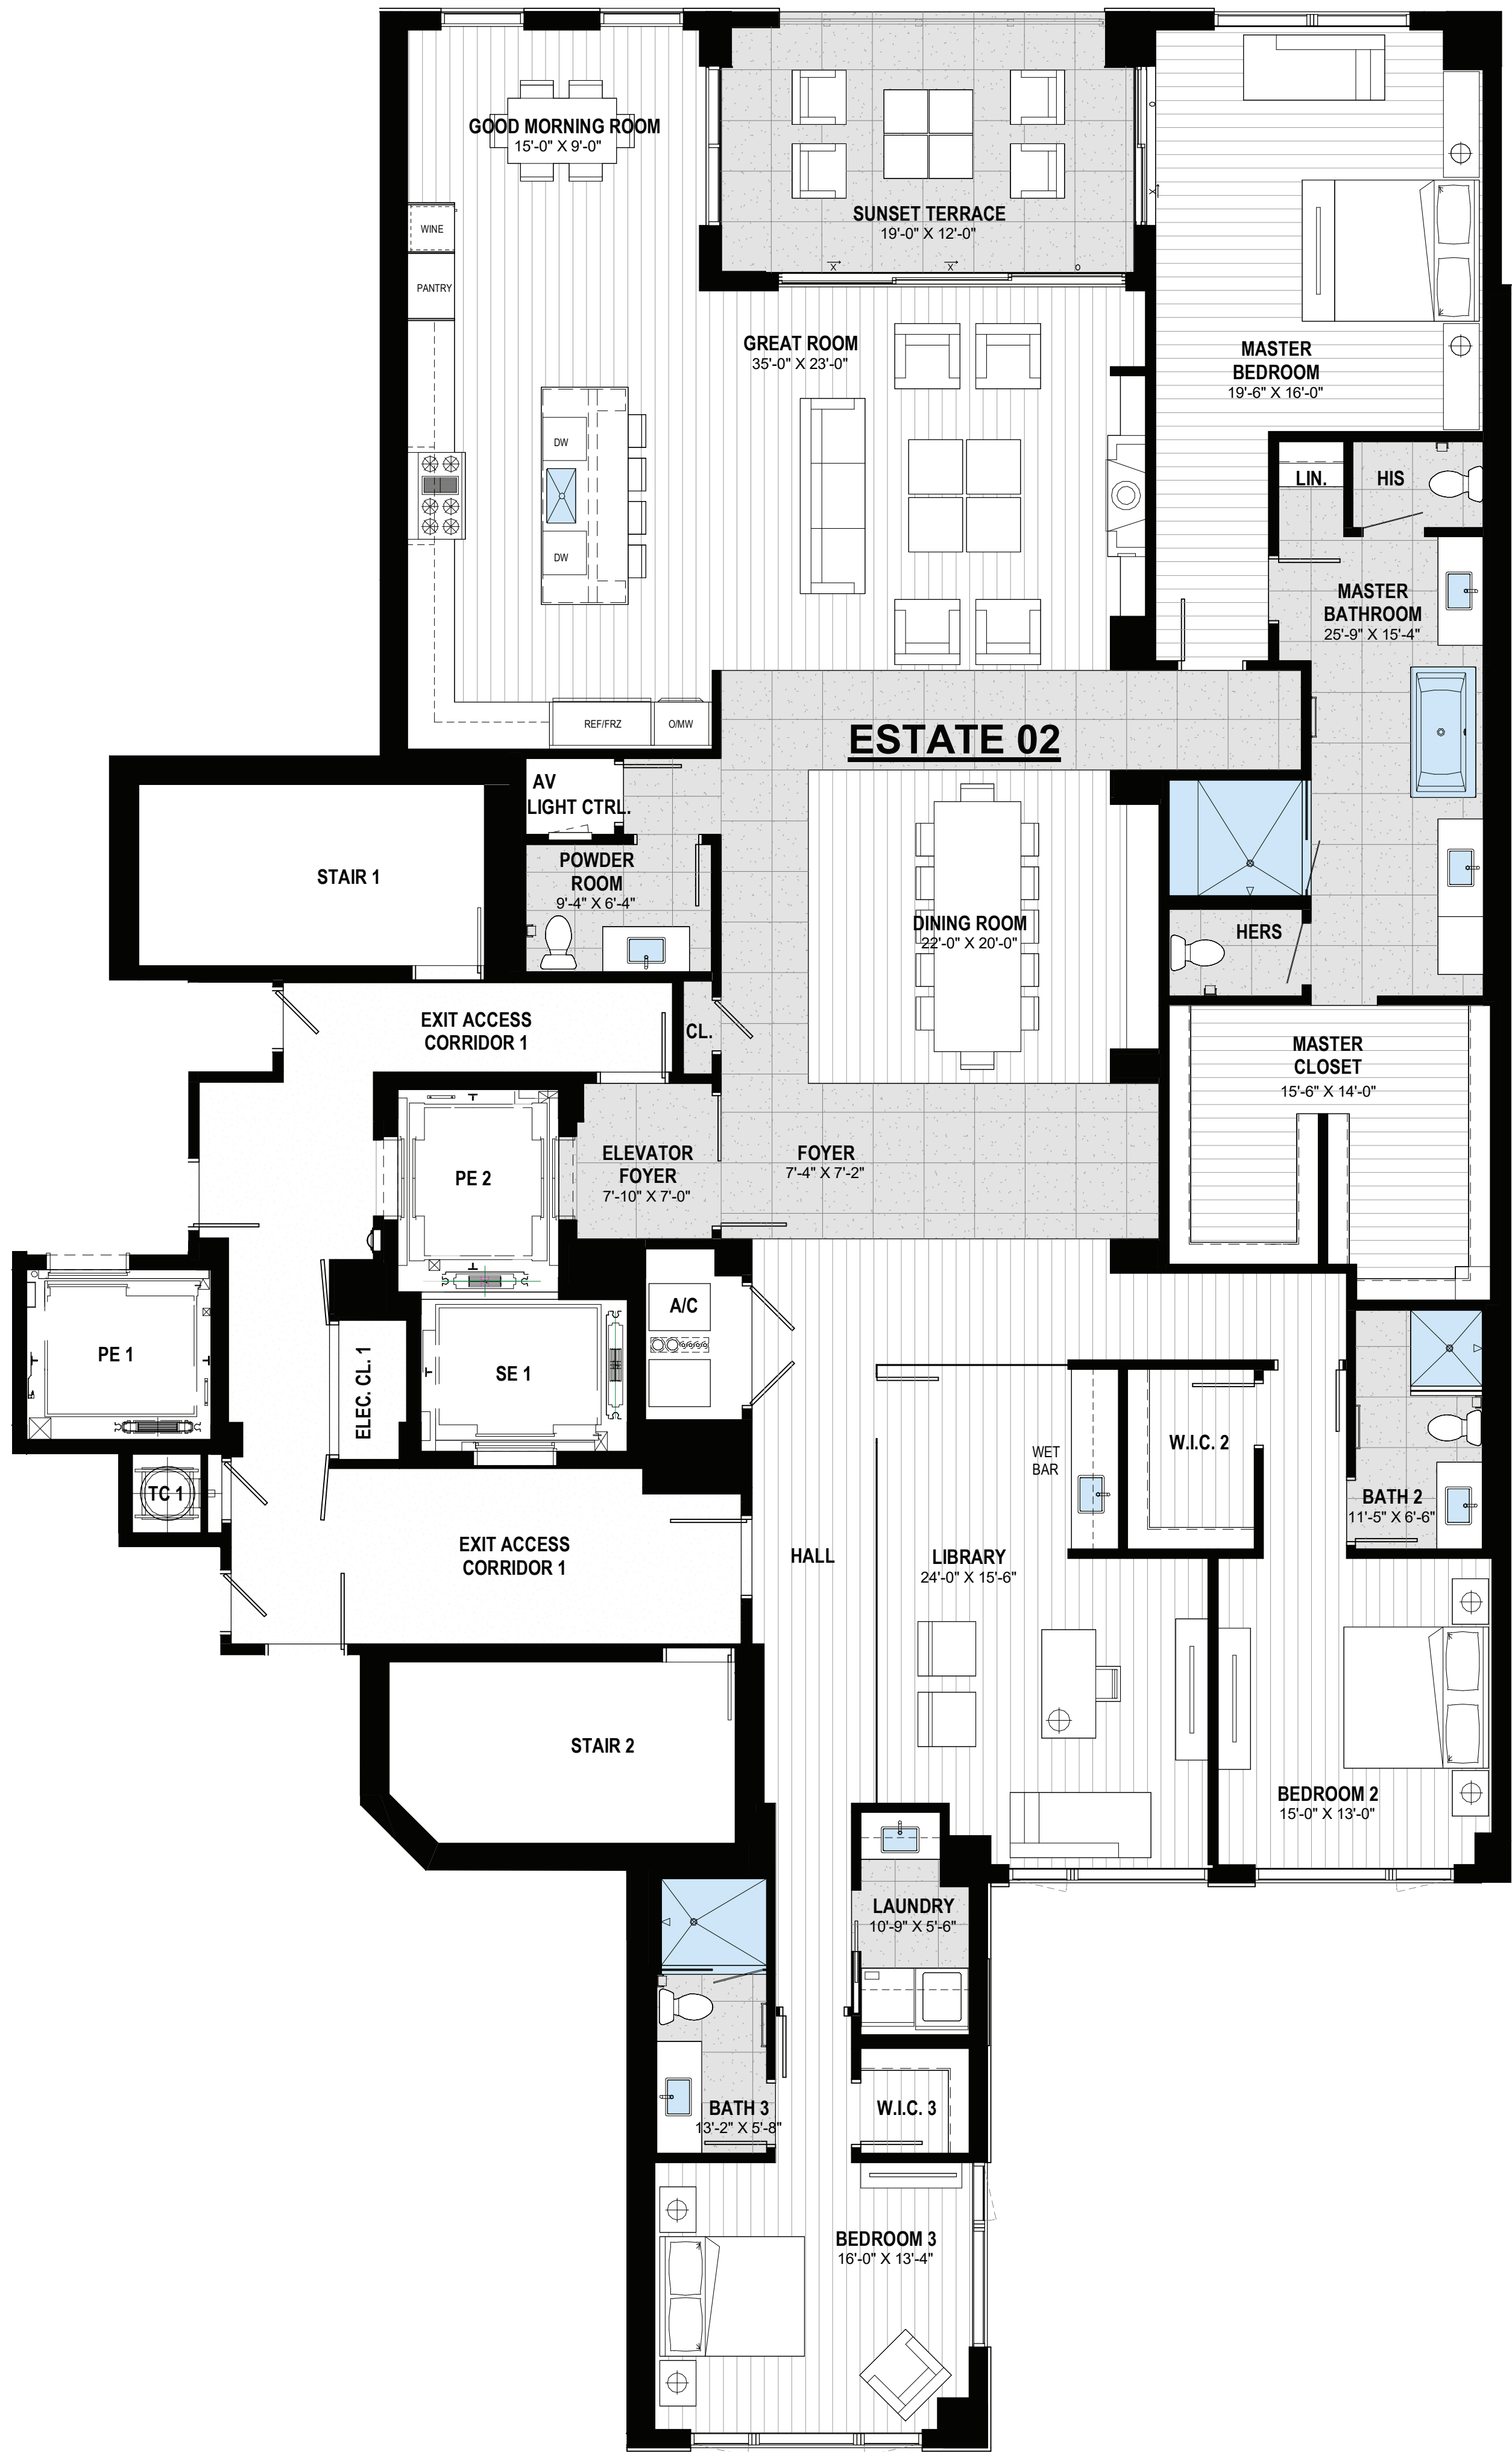 GOOD MORNING ROOM
15'-0" X 9'-0"
SUNSET TERRACE
19'-0" X 12'-0"
O
X
X
X
O
WINE
PANTRY
GREAT ROOM
35'-0" X 23'-0"
MASTER
BEDROOM
19'-6" X 16'-0"
DW
DW
LIN.
HIS
MASTER
BATHROOM
25'-9" X 15'-4"
REF/FRZ
O/MW
ESTATE 02
AV
LIGHT CTRL.
STAIR 1
POWDER
ROOM
9'-4" X 6'-4"
DINING ROOM
22'-0" X 20'-0"
HERS
EXIT ACCESS
CORRIDOR 1
CL.
MASTER
CLOSET
15'-6" X 14'-0"
PE 2
ELEVATOR
FOYER
7'-10" X 7'-0"
FOYER
7'-4" X 7'-2"
A/C
PE 1
SE 1
ELEC. CL. 1
WET
BAR
W.I.C. 2
TC 1
BATH 2
11'-5" X 6'-6"
EXIT ACCESS
CORRIDOR 1
HALL
LIBRARY
24'-0" X 15'-6"
STAIR 2
BEDROOM 2
15'-0" X 13'-0"
LAUNDRY
10'-9" X 5'-6"
BATH 3
13'-2" X 5'-8"
W.I.C. 3
BEDROOM 3
16'-0" X 13'-4"